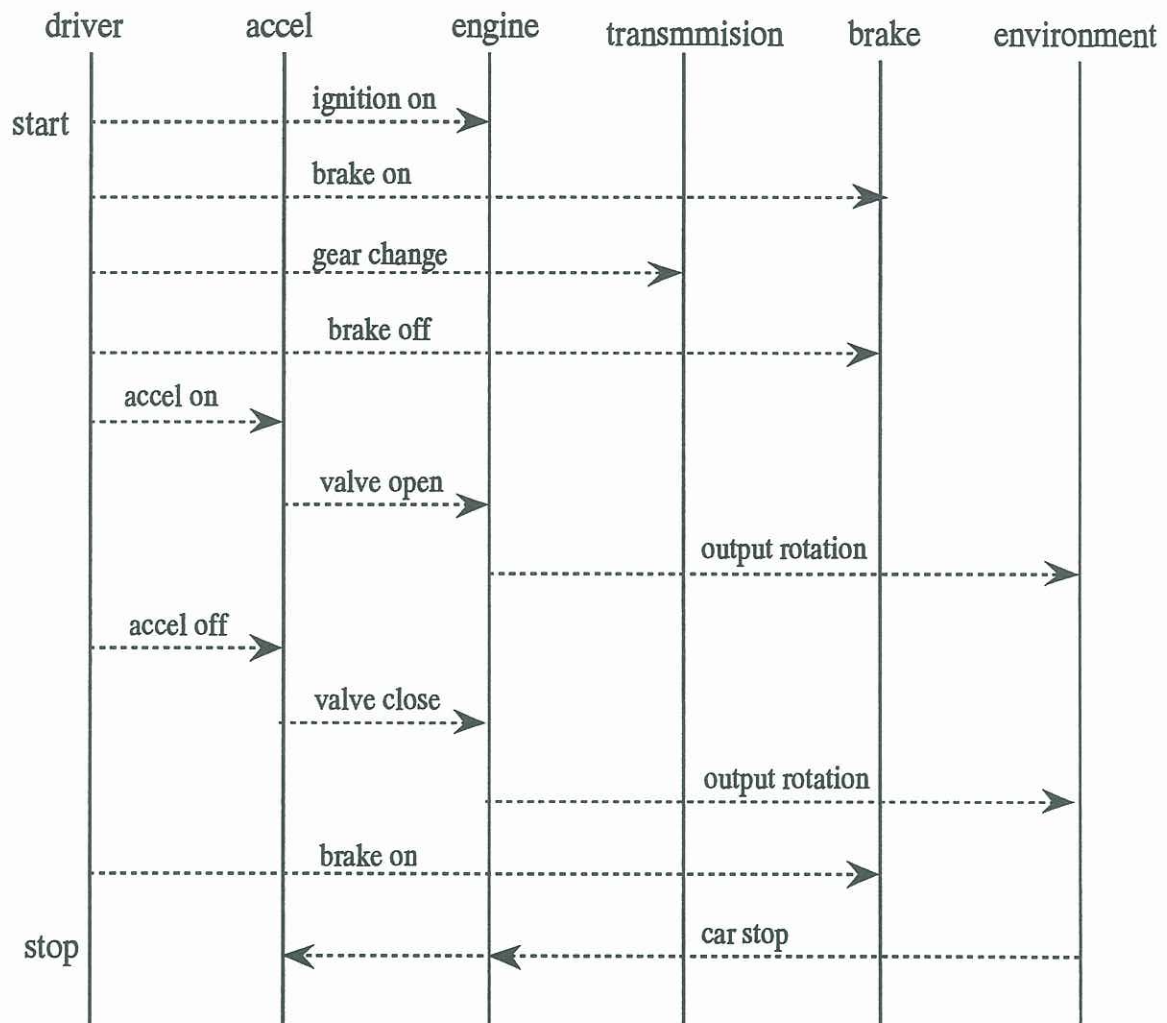 driver accel engine transmmision brake environment
start
ignition on
brake on
gear change
brake off
accel on
valve open
output rotation
accel off
valve close
output rotation
brake on
stop
car stop